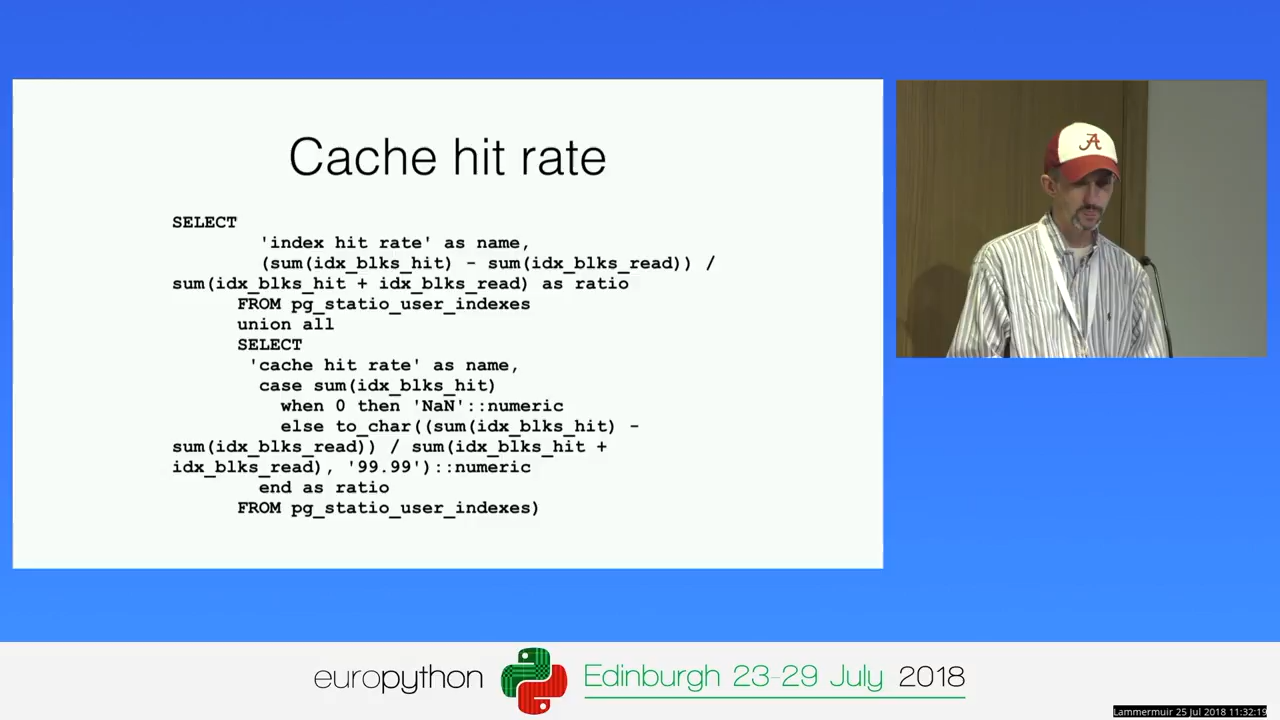 Cache hit rate
SELECT
'index hit rate' as name,
(sum(idx_blks_hit) - sum(idx_blks_read)) /
sum(idx_blks_hit + idx_blks_read) as ratio
FROM pg_statio_user_indexes
union all
SELECT
'cache hit rate' as name,
case sum(idx_blks_hit)
when 0 then 'NaN'::numeric
else to_char((sum(idx_blks_hit) -
sum(idx_blks_read)) / sum(idx_blks_hit +
idx_blks_read), '99.99')::numeric
end as ratio
FROM pg_statio_user_indexes)
A
europython Edinburgh 23-29 July 2018
Lammermuir 25 Jul 2018 11:32:19